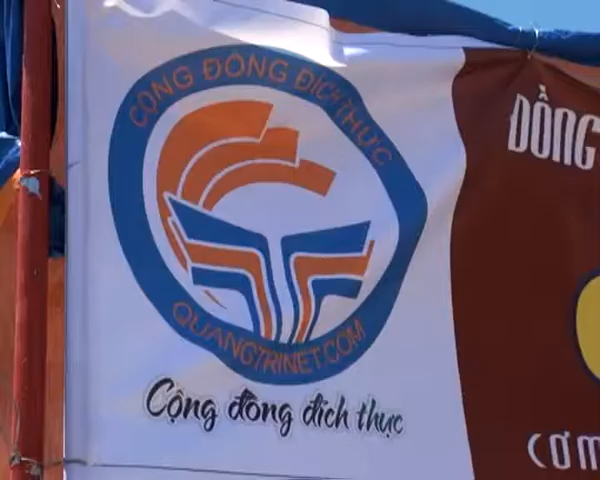 CỘNG ĐỒNG ĐÍCH THỰC
QUANGTRINET.COM
Cộng đồng đích thực
ĐỒNG
CƠM